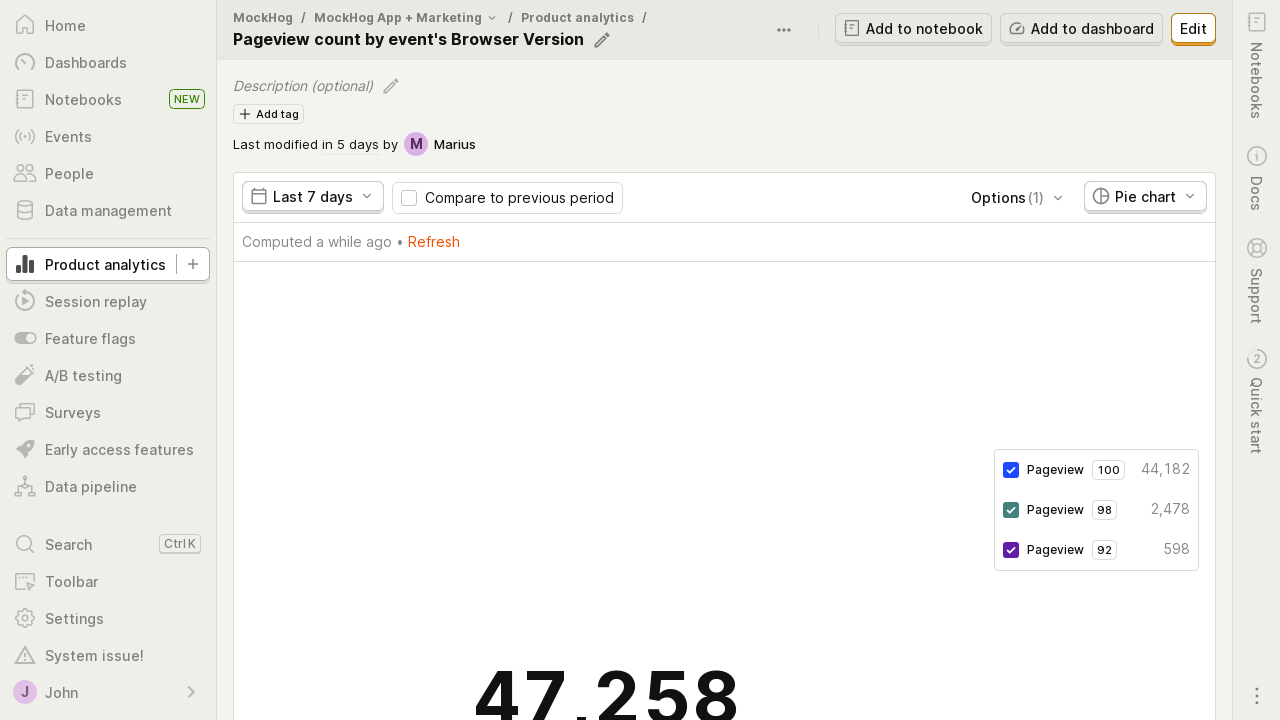 Home
Dashboards
Notebooks NEW
Events
People
Data management
Product analytics
Session replay
Feature flags
A/B testing
Surveys
Early access features
Data pipeline
Search Ctrl K
Toolbar
Settings
System issue!
J John
MockHog / MockHog App + Marketing / Product analytics /
Pageview count by event's Browser Version
Add to notebook
Add to dashboard
Edit
Description (optional)
Add tag
Last modified in 5 days by M Marius
Last 7 days
Compare to previous period
Options (1)
Pie chart
Computed a while ago • Refresh
Pageview 100 44,182
Pageview 98 2,478
Pageview 92 598
47,258
Notebooks
Docs
Support
2 Quick start